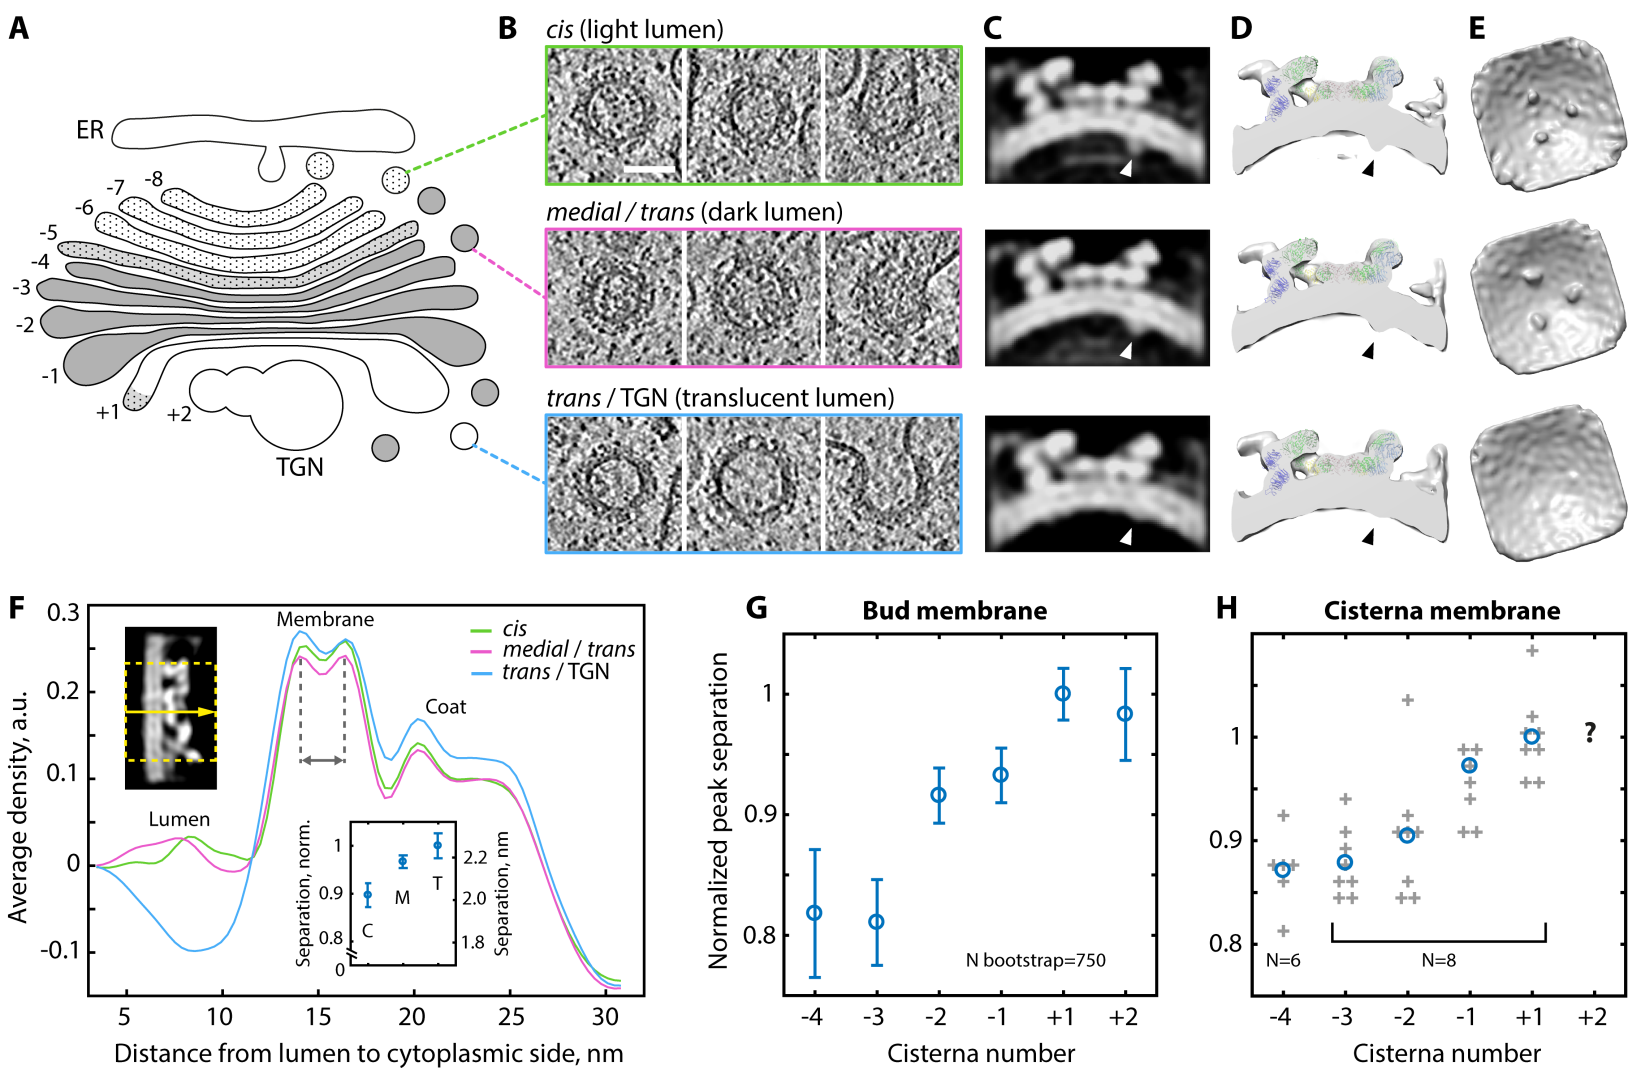 A
ER
-8
-7
-6
-5
-4
-3
-2
-1
+1
+2
TGN
B
cis (light lumen)
medial / trans (dark lumen)
trans / TGN (translucent lumen)
C
D
E
F
0.3
0.2
0.1
0
-0.1
Average density, a.u.
Membrane
cis
medial / trans
trans / TGN
Coat
Lumen
Separation, norm.
1
0.9
0.8
0
C
M
T
2.2
2.0
1.8
Separation, nm
5
10
15
20
25
30
Distance from lumen to cytoplasmic side, nm
G
Bud membrane
Normalized peak separation
1
0.9
0.8
N bootstrap=750
-4
-3
-2
-1
+1
+2
Cisterna number
H
Cisterna membrane
1
0.9
0.8
?
N=6
N=8
-4
-3
-2
-1
+1
+2
Cisterna number